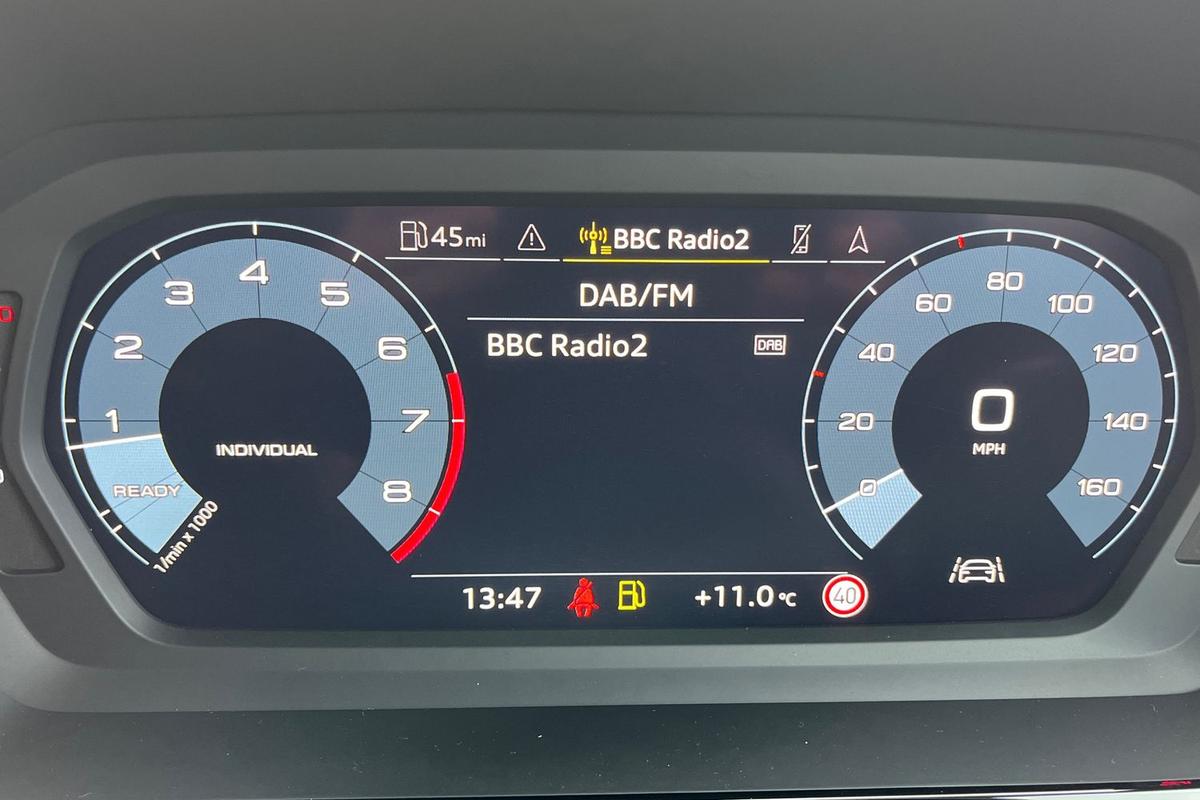 45mi BBC Radio2
DAB/FM
BBC Radio2 DAB
1 2 3 4 5 6 7 8
READY
1/min x 1000
INDIVIDUAL
0 20 40 60 80 100 120 140 160
0
MPH
13:47 +11.0°C 40